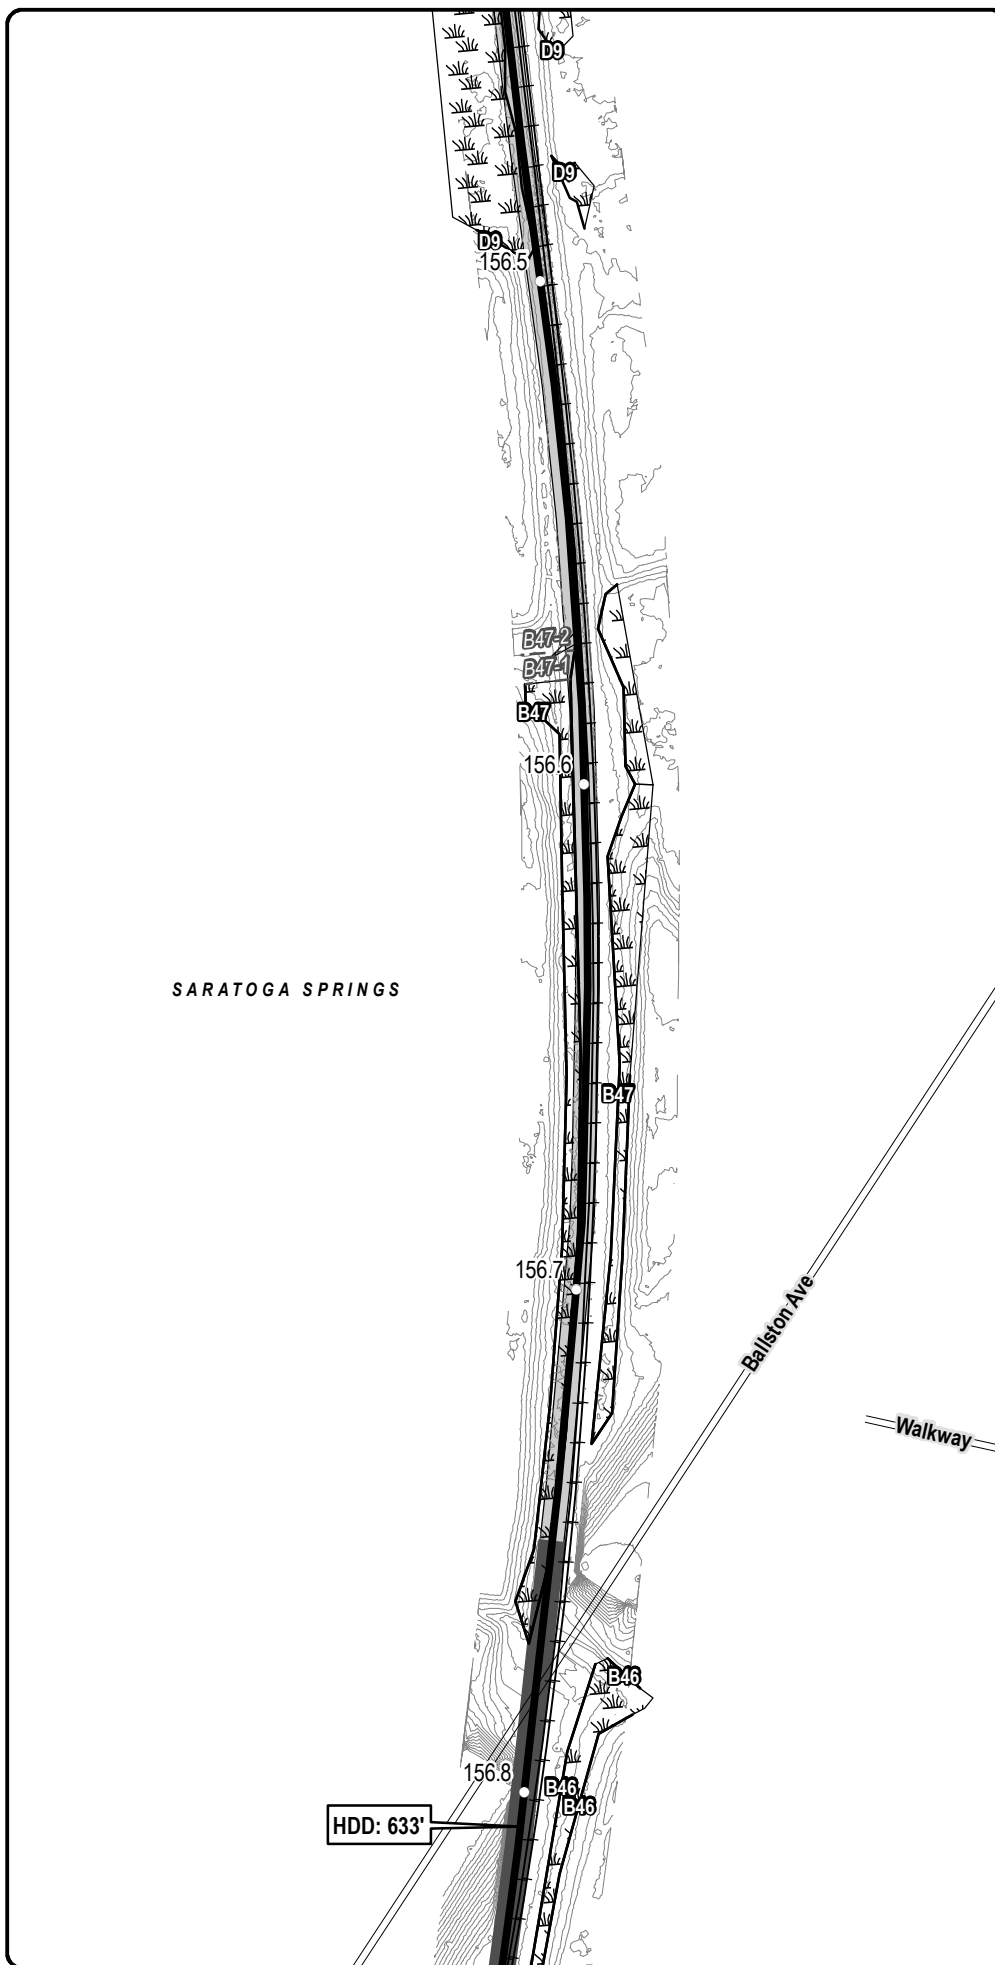 D9
D9
D9
156.5
B47-2
B47-1
B47
156.6
SARATOGA SPRINGS
B47
156.7
Ballston Ave
Walkway
B46
156.8
B46
B46
HDD: 633'